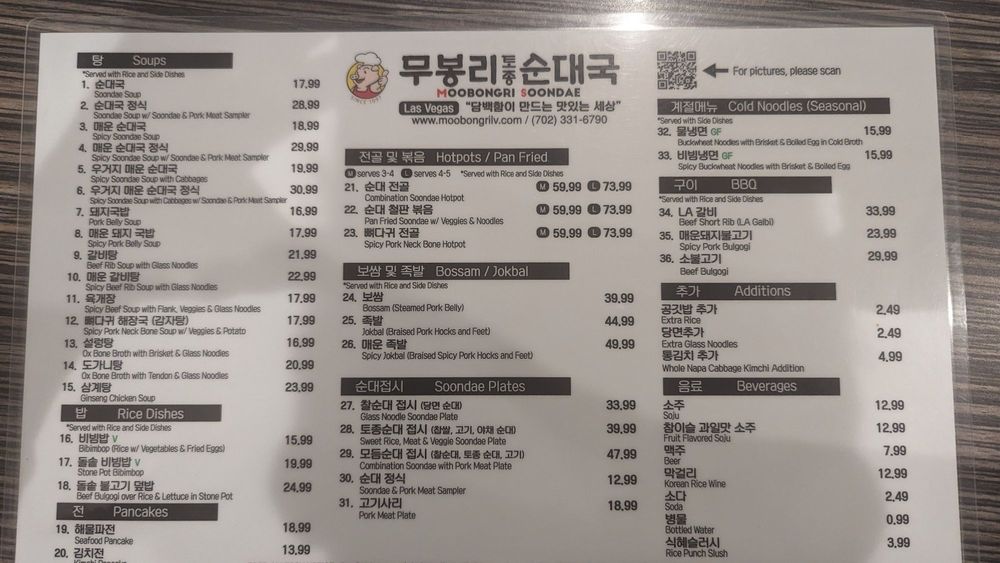 탕 Soups
*Served with Rice and Side Dishes
1. 순대국 17,99
Soondae Soup
2. 순대국 정식 28,99
Soondae Soup w/ Soondae & Pork Meat Sampler
3. 매운 순대국 18,99
Spicy Soondae Soup
4. 매운 순대국 정식 29,99
Spicy Soondae Soup w/ Soondae & Pork Meat Sampler
5. 우거지 매운 순대국 19,99
Spicy Soondae Soup with Cabbages
6. 우거지 매운 순대국 정식 30,99
Spicy Soondae Soup with Cabbages w/ Soondae & Pork Meat Sampler
7. 돼지국밥 16,99
Pork Belly Soup
8. 매운 돼지 국밥 17,99
Spicy Pork Belly Soup
9. 갈비탕 21,99
Beef Rib Soup with Glass Noodles
10. 매운 갈비탕 22,99
Spicy Beef Rib Soup with Glass Noodles
11. 육개장 17,99
Spicy Beef Soup with Flank, Veggies & Glass Noodles
12. 뼈다귀 해장국 (감자탕) 17,99
Spicy Pork Neck Bone Soup w/ Veggies & Potato
13. 설렁탕 16,99
Ox Bone Broth with Brisket & Glass Noodles
14. 도가니탕 20,99
Ox Bone Broth with Tendon & Glass Noodles
15. 삼계탕 23,99
Ginseng Chicken Soup
밥 Rice Dishes
*Served with Rice and Side Dishes
16. 비빔밥 V 15,99
Bibimbop (Rice w/ Vegetables & Fried Eggs)
17. 돌솥 비빔밥 V 19,99
Stone Pot Bibimbop
18. 돌솥 불고기 덮밥 24,99
Beef Bulgogi over Rice & Lettuce in Stone Pot
전 Pancakes
19. 해물파전 18,99
Seafood Pancake
20. 김치전 13,99
SINCE 1997
무봉리 토종 순대국
MOOBONGRI SOONDAE
Las Vegas "담백함이 만드는 맛있는 세상"
www.moobongrilv.com / (702) 331-6790
전골 및 볶음 Hotpots / Pan Fried
M serves 3-4 L serves 4-5 *Served with Rice and Side Dishes
21. 순대 전골 M 59,99 L 73,99
Combination Soondae Hotpot
22. 순대 철판 볶음 M 59,99 L 73,99
Pan Fried Soondae w/ Veggies & Noodles
23. 뼈다귀 전골 M 59,99 L 73,99
Spicy Pork Neck Bone Hotpot
보쌈 및 족발 Bossam / Jokbal
*Served with Rice and Side Dishes
24. 보쌈 39,99
Bossam (Steamed Pork Belly)
25. 족발 44,99
Jokbal (Braised Pork Hocks and Feet)
26. 매운 족발 49,99
Spicy Jokbal (Braised Spicy Pork Hocks and Feet)
순대접시 Soondae Plates
27. 찰순대 접시 (당면 순대) 33,99
Glass Noodle Soondae Plate
28. 토종순대 접시 (찹쌀, 고기, 야채 순대) 39,99
Sweet Rice, Meat & Veggie Soondae Plate
29. 모듬순대 접시 (찰순대, 토종 순대, 고기) 47,99
Combination Soondae with Pork Meat Plate
30. 순대 정식 12,99
Soondae & Pork Meat Sampler
31. 고기사리 18,99
Pork Meat Plate
For pictures, please scan
계절메뉴 Cold Noodles (Seasonal)
*Served with Side Dishes
32. 물냉면 GF 15,99
Buckwheat Noodles with Brisket & Boiled Egg in Cold Broth
33. 비빔냉면 GF 15,99
Spicy Buckwheat Noodles with Brisket & Boiled Egg
구이 BBQ
*Served with Rice and Side Dishes
34. LA 갈비 33,99
Beef Short Rib (LA Galbi)
35. 매운돼지불고기 23,99
Spicy Pork Bulgogi
36. 소불고기 29,99
Beef Bulgogi
추가 Additions
공깃밥 추가 2,49
Extra Rice
당면추가 2,49
Extra Glass Noodles
통김치 추가 4,99
Whole Napa Cabbage Kimchi Addition
음료 Beverages
소주 12,99
Soju
참이슬 과일맛 소주 12,99
Fruit Flavored Soju
맥주 7,99
Beer
막걸리 12,99
Korean Rice Wine
소다 2,49
Soda
병물 0,99
Bottled Water
식혜슬러시 3,99
Rice Punch Slush